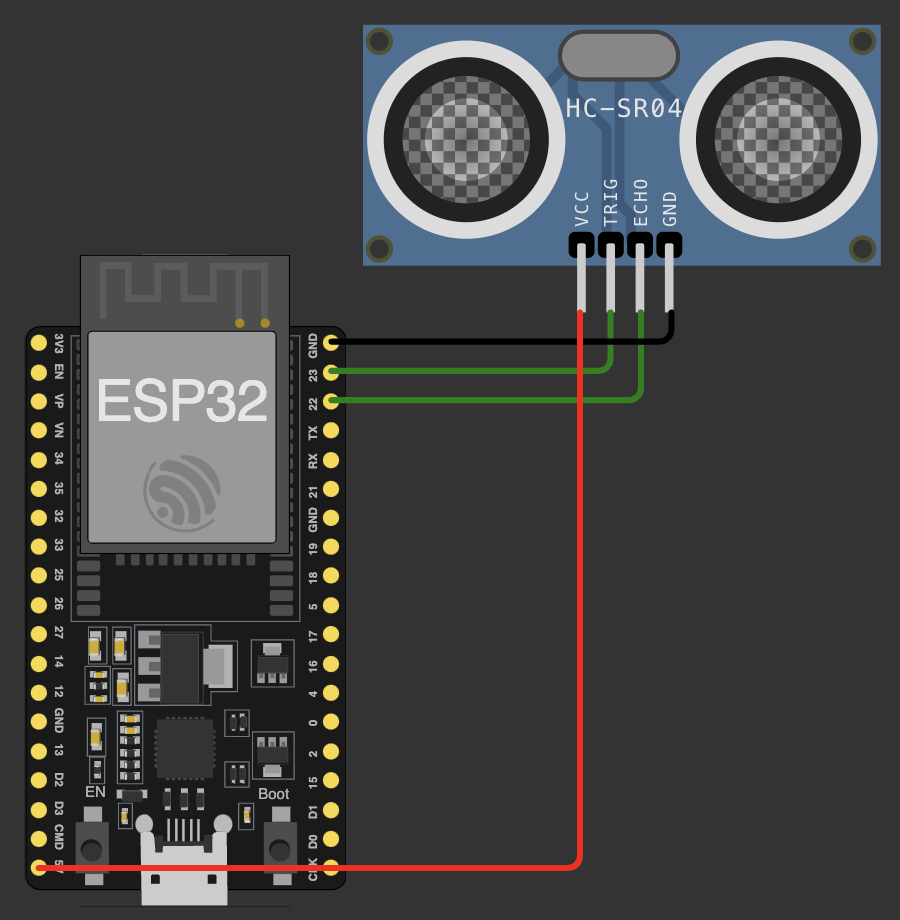 HC-SR04
VCC
TRIG
ECHO
GND
ESP32
3V3
EN
VP
VN
34
35
32
33
25
26
27
14
12
GND
13
D2
D3
CMD
GND
23
22
TX
RX
21
GND
19
18
5
17
16
4
0
2
15
D1
D0
EN
Boot